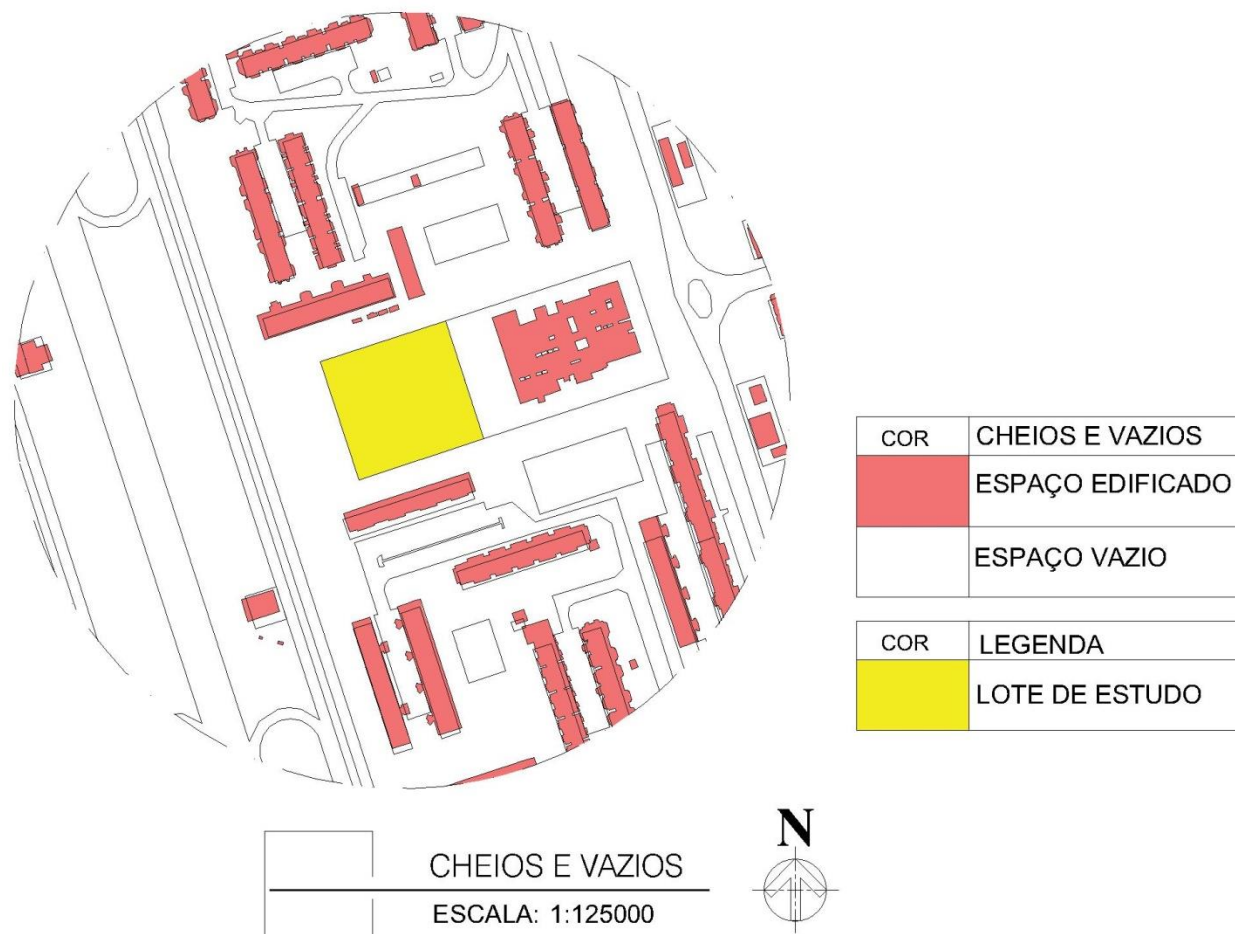 COR CHEIOS E VAZIOS
ESPAÇO EDIFICADO
ESPAÇO VAZIO
COR LEGENDA
LOTE DE ESTUDO
N
CHEIOS E VAZIOS
ESCALA: 1:125000